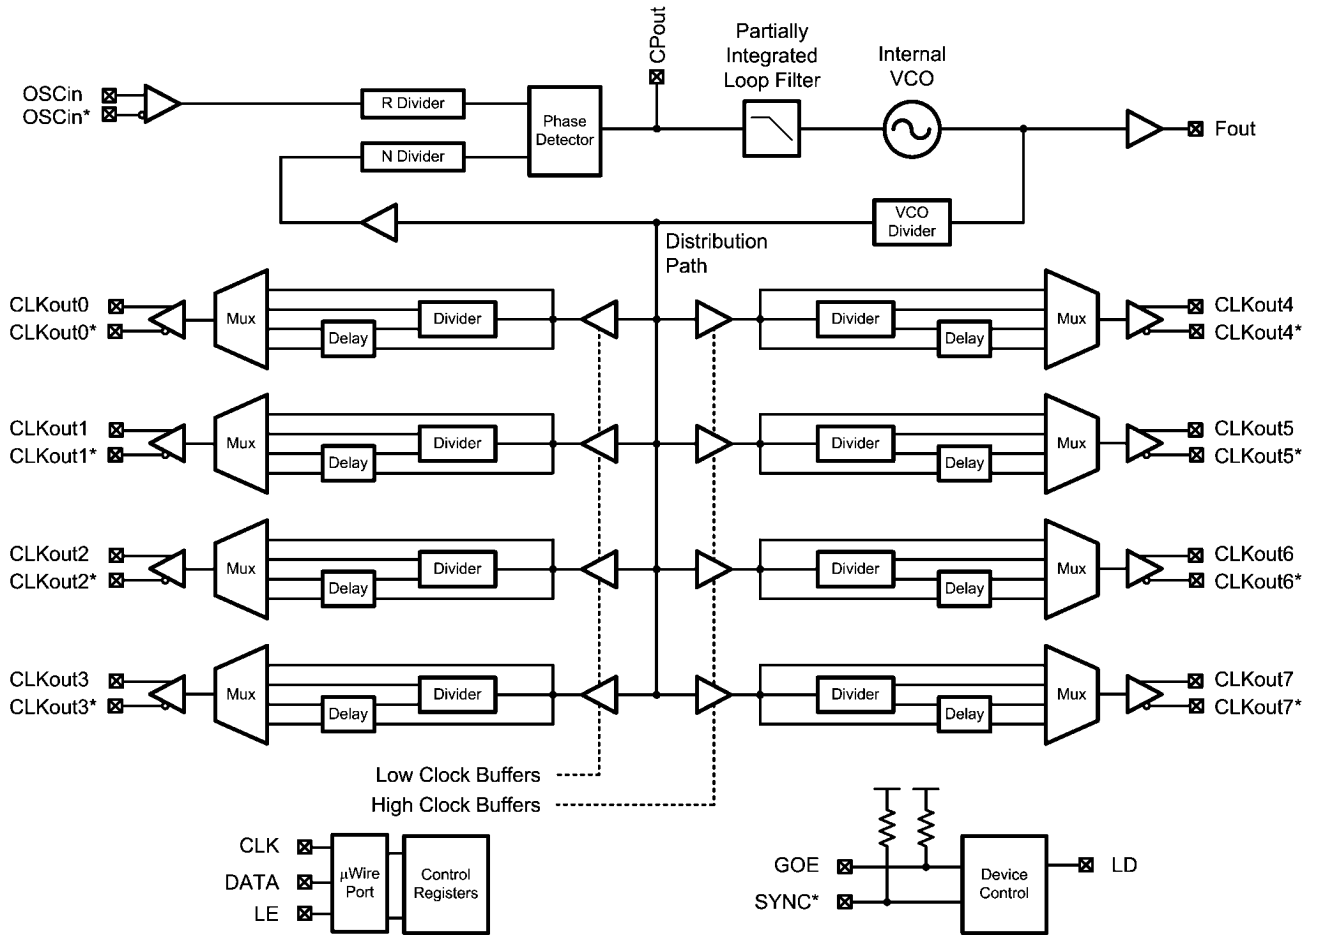 CPout
Partially
Integrated
Loop Filter
Internal
VCO
OSCin
OSCin*
R Divider
N Divider
Phase
Detector
Fout
VCO
Divider
Distribution
Path
CLKout0
CLKout0*
Mux
Delay
Divider
Divider
Delay
Mux
CLKout4
CLKout4*
CLKout1
CLKout1*
Mux
Delay
Divider
Divider
Delay
Mux
CLKout5
CLKout5*
CLKout2
CLKout2*
Mux
Delay
Divider
Divider
Delay
Mux
CLKout6
CLKout6*
CLKout3
CLKout3*
Mux
Delay
Divider
Divider
Delay
Mux
CLKout7
CLKout7*
Low Clock Buffers
High Clock Buffers
CLK
DATA
LE
μWire
Port
Control
Registers
GOE
SYNC*
Device
Control
LD